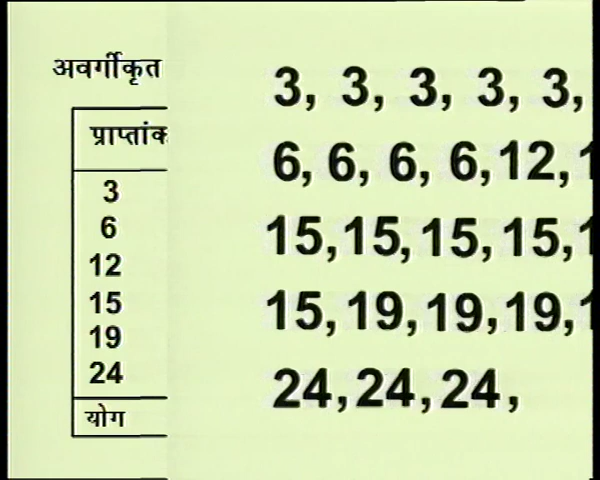 अवर्गीकृत
प्राप्तांक
3
6
12
15
19
24
योग
3, 3, 3, 3, 3,
6, 6, 6, 6, 12,
15, 15, 15, 15,
15, 19, 19, 19,
24, 24, 24,